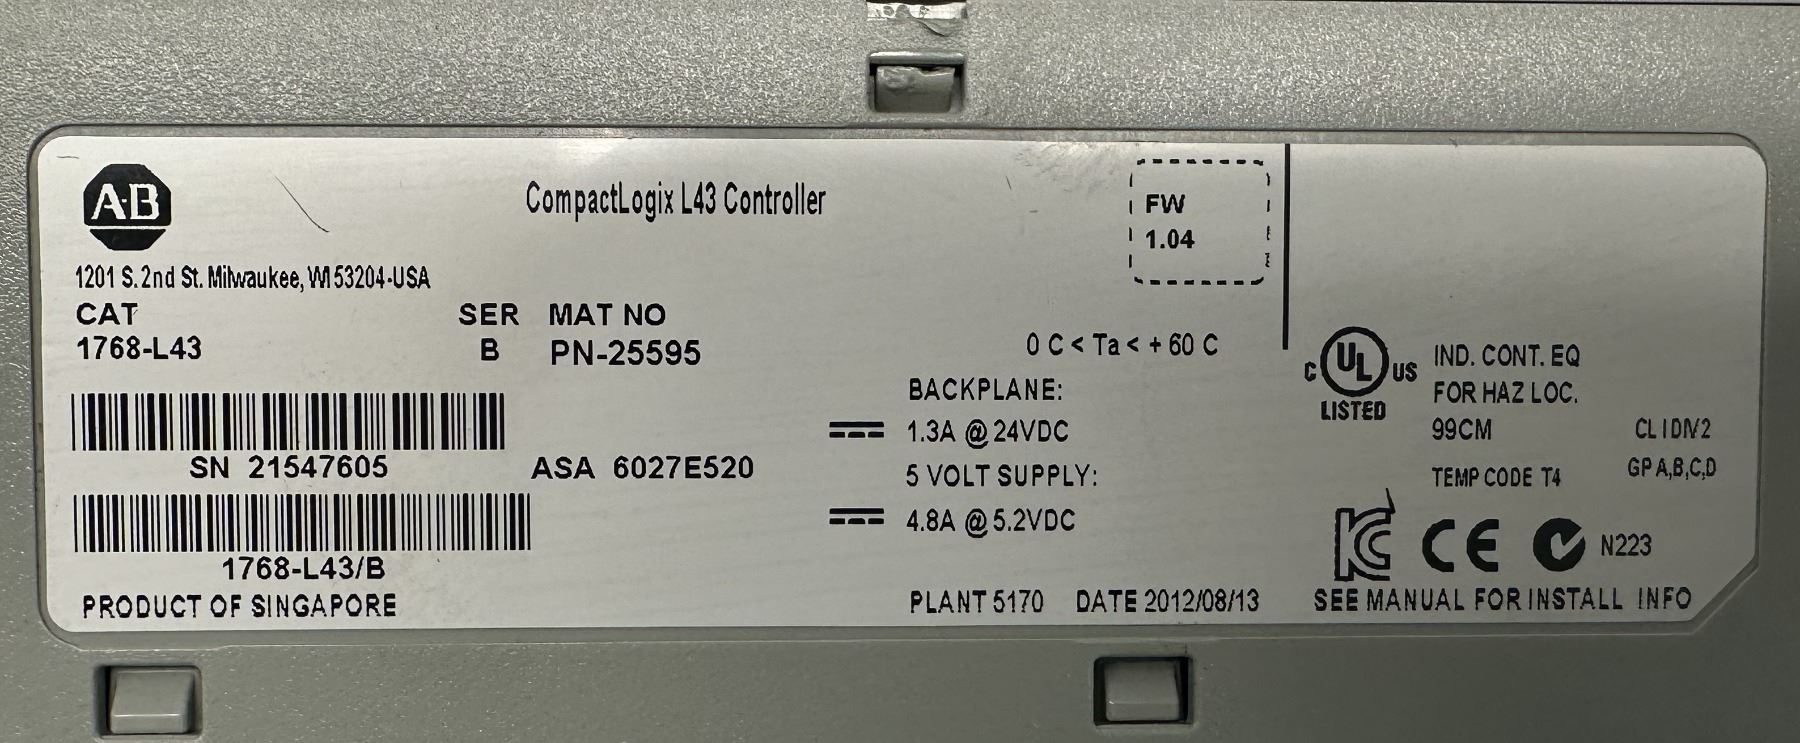 A·B
CompactLogix L43 Controller
FW
1.04
1201 S. 2nd St. Milwaukee, WI 53204-USA
CAT SER MAT NO
1768-L43 B PN-25595
0 C < Ta < + 60 C
BACKPLANE:
1.3A @ 24VDC
SN 21547605 ASA 6027E520
5 VOLT SUPPLY:
4.8A @ 5.2VDC
1768-L43/B
PRODUCT OF SINGAPORE
PLANT 5170 DATE 2012/08/13
C UL US
LISTED
IND. CONT. EQ
FOR HAZ LOC.
99CM CL I DIV 2
TEMP CODE T4 GP A,B,C,D
KC CE N223
SEE MANUAL FOR INSTALL INFO